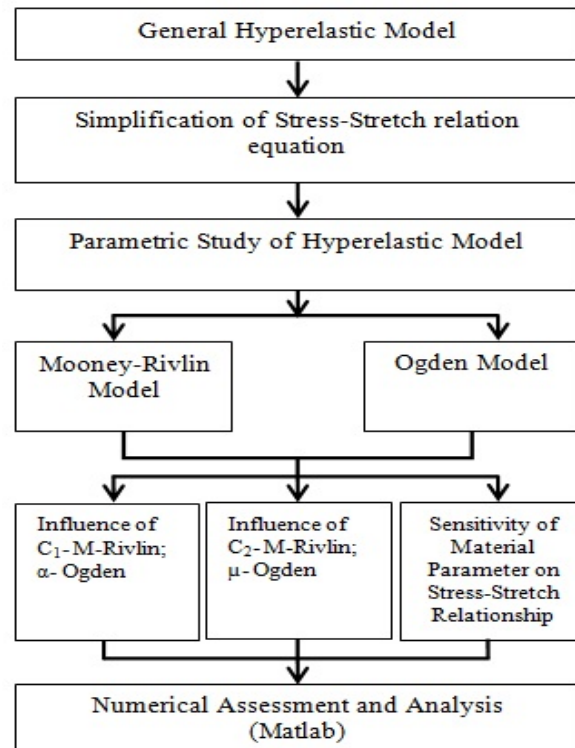 General Hyperelastic Model
Simplification of Stress-Stretch relation
equation
Parametric Study of Hyperelastic Model
Mooney-Rivlin
Model
Ogden Model
Influence of
C₁- M-Rivlin;
α- Ogden
Influence of
C₂- M-Rivlin;
μ- Ogden
Sensitivity of
Material
Parameter on
Stress-Stretch
Relationship
Numerical Assessment and Analysis
(Matlab)